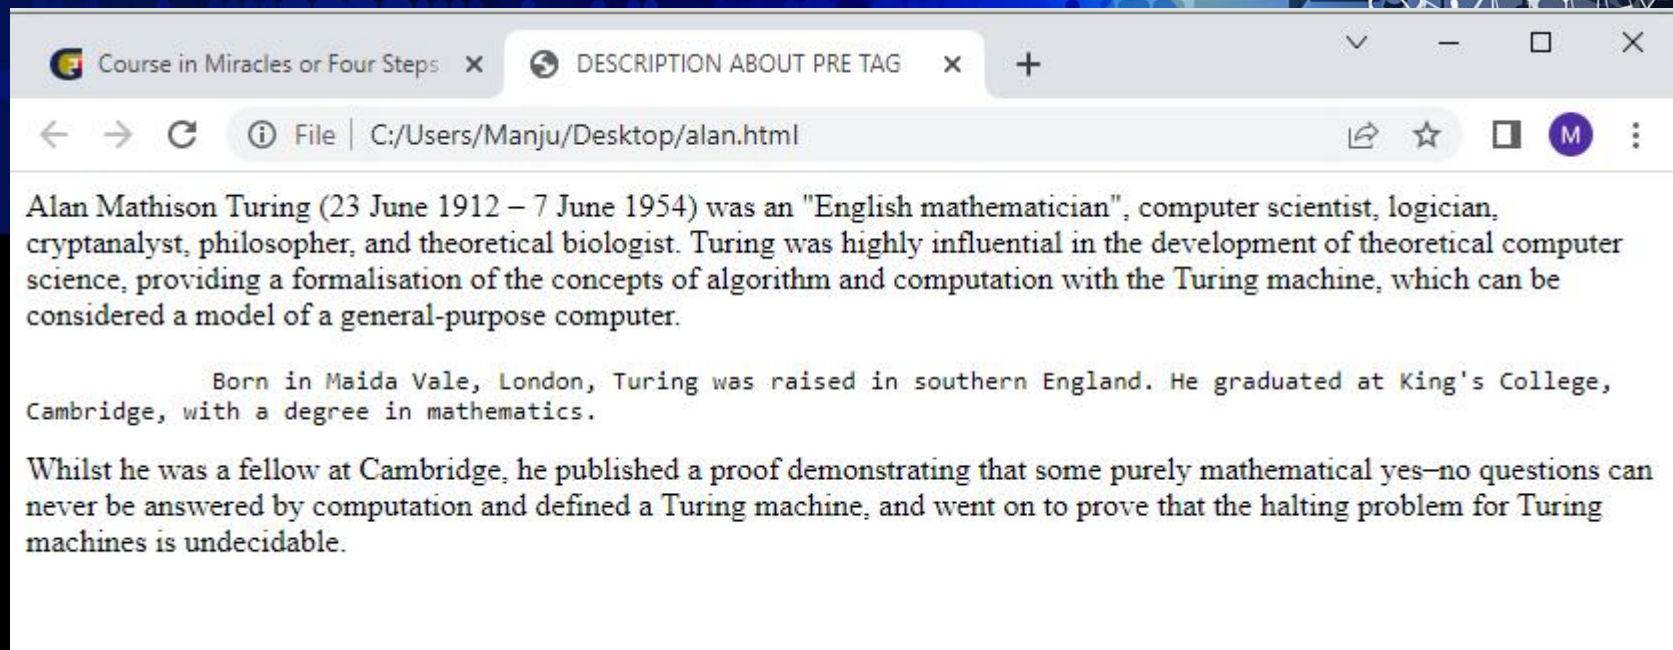 Course in Miracles or Four Steps
DESCRIPTION ABOUT PRE TAG
File | C:/Users/Manju/Desktop/alan.html
M
Alan Mathison Turing (23 June 1912 – 7 June 1954) was an "English mathematician", computer scientist, logician,
cryptanalyst, philosopher, and theoretical biologist. Turing was highly influential in the development of theoretical computer
science, providing a formalisation of the concepts of algorithm and computation with the Turing machine, which can be
considered a model of a general-purpose computer.
Born in Maida Vale, London, Turing was raised in southern England. He graduated at King's College,
Cambridge, with a degree in mathematics.
Whilst he was a fellow at Cambridge, he published a proof demonstrating that some purely mathematical yes–no questions can
never be answered by computation and defined a Turing machine, and went on to prove that the halting problem for Turing
machines is undecidable.